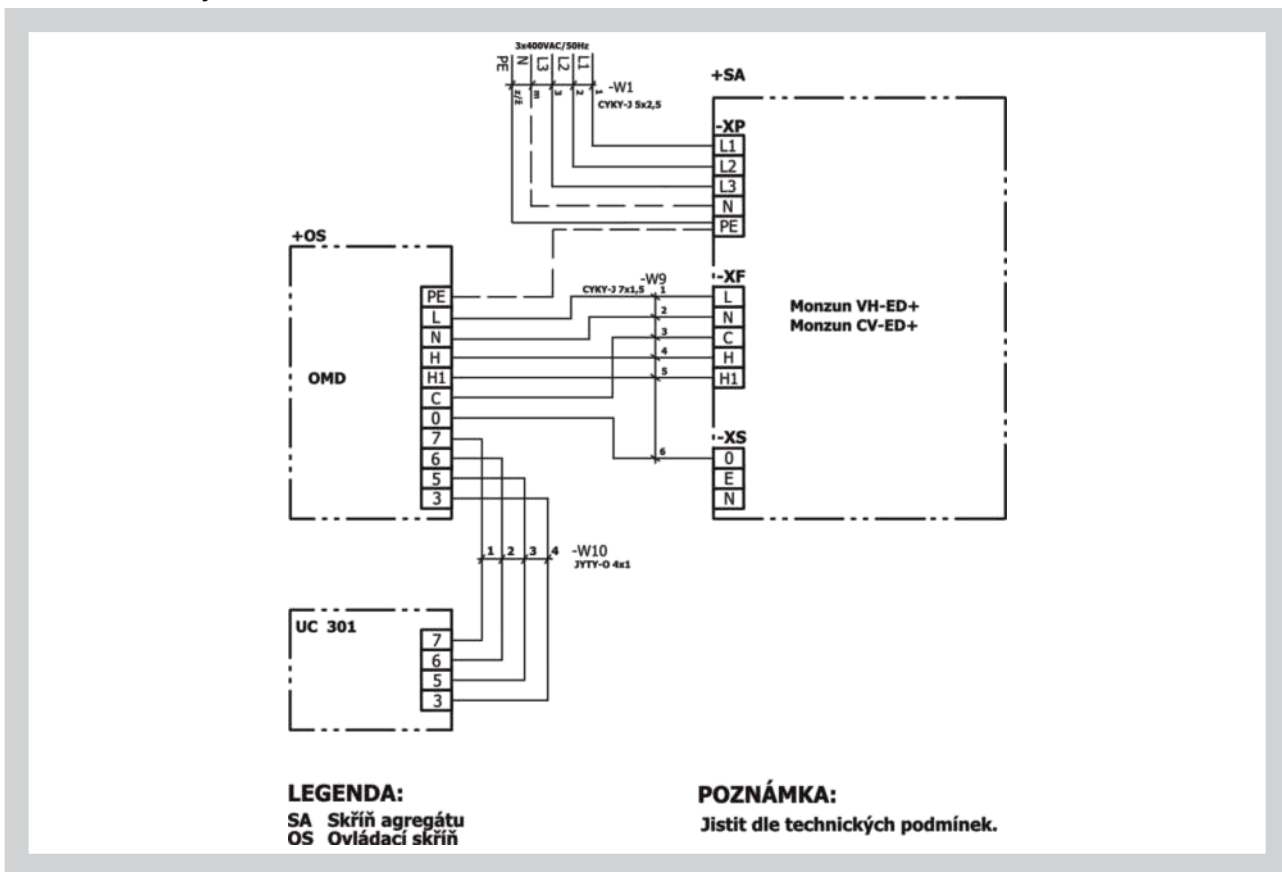 3x400VAC/50Hz
PE N L3 L2 L1
z/ž m 3 2 1
-W1
CYKY-J 5x2,5
+SA
-XP
L1
L2
L3
N
PE
+OS
OMD
PE
L
N
H
H1
C
0
7
6
5
3
-W9
CYKY-J 7x1,5
1
2
3
4
5
6
-XF
L
N
C
H
H1
-XS
0
E
N
Monzun VH-ED+
Monzun CV-ED+
1 2 3 4
-W10
JYTY-O 4x1
UC 301
7
6
5
3
LEGENDA:
SA Skříň agregátu
OS Ovládací skříň
POZNÁMKA:
Jistit dle technických podmínek.